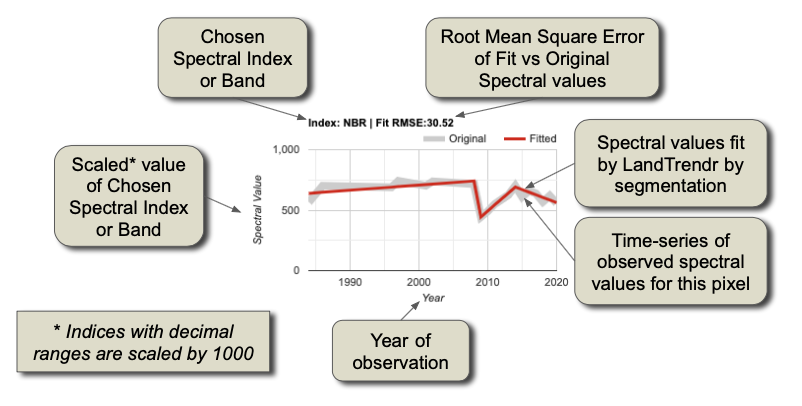 Chosen
Spectral Index
or Band
Root Mean Square Error
of Fit vs Original
Spectral values
Index: NBR | Fit RMSE:30.52
Original
Fitted
Scaled* value
of Chosen
Spectral Index
or Band
Spectral Value
1,000
500
0
1990
2000
2010
2020
Year
Spectral values fit
by LandTrendr by
segmentation
Time-series of
observed spectral
values for this pixel
* Indices with decimal
ranges are scaled by 1000
Year of
observation